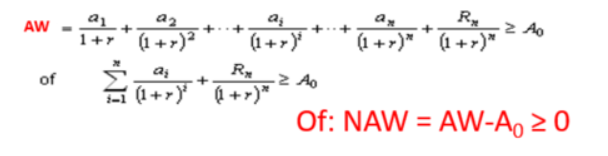 AW = a₁/(1+r) + a₂/(1+r)² + ·· + aᵢ/(1+r)ⁱ + ·· + aₙ/(1+r)ⁿ + Rₙ/(1+r)ⁿ ≥ A₀
of ∑ᵢ₌₁ⁿ aᵢ/(1+r)ⁱ + Rₙ/(1+r)ⁿ ≥ A₀
Of: NAW = AW-A₀ ≥ 0